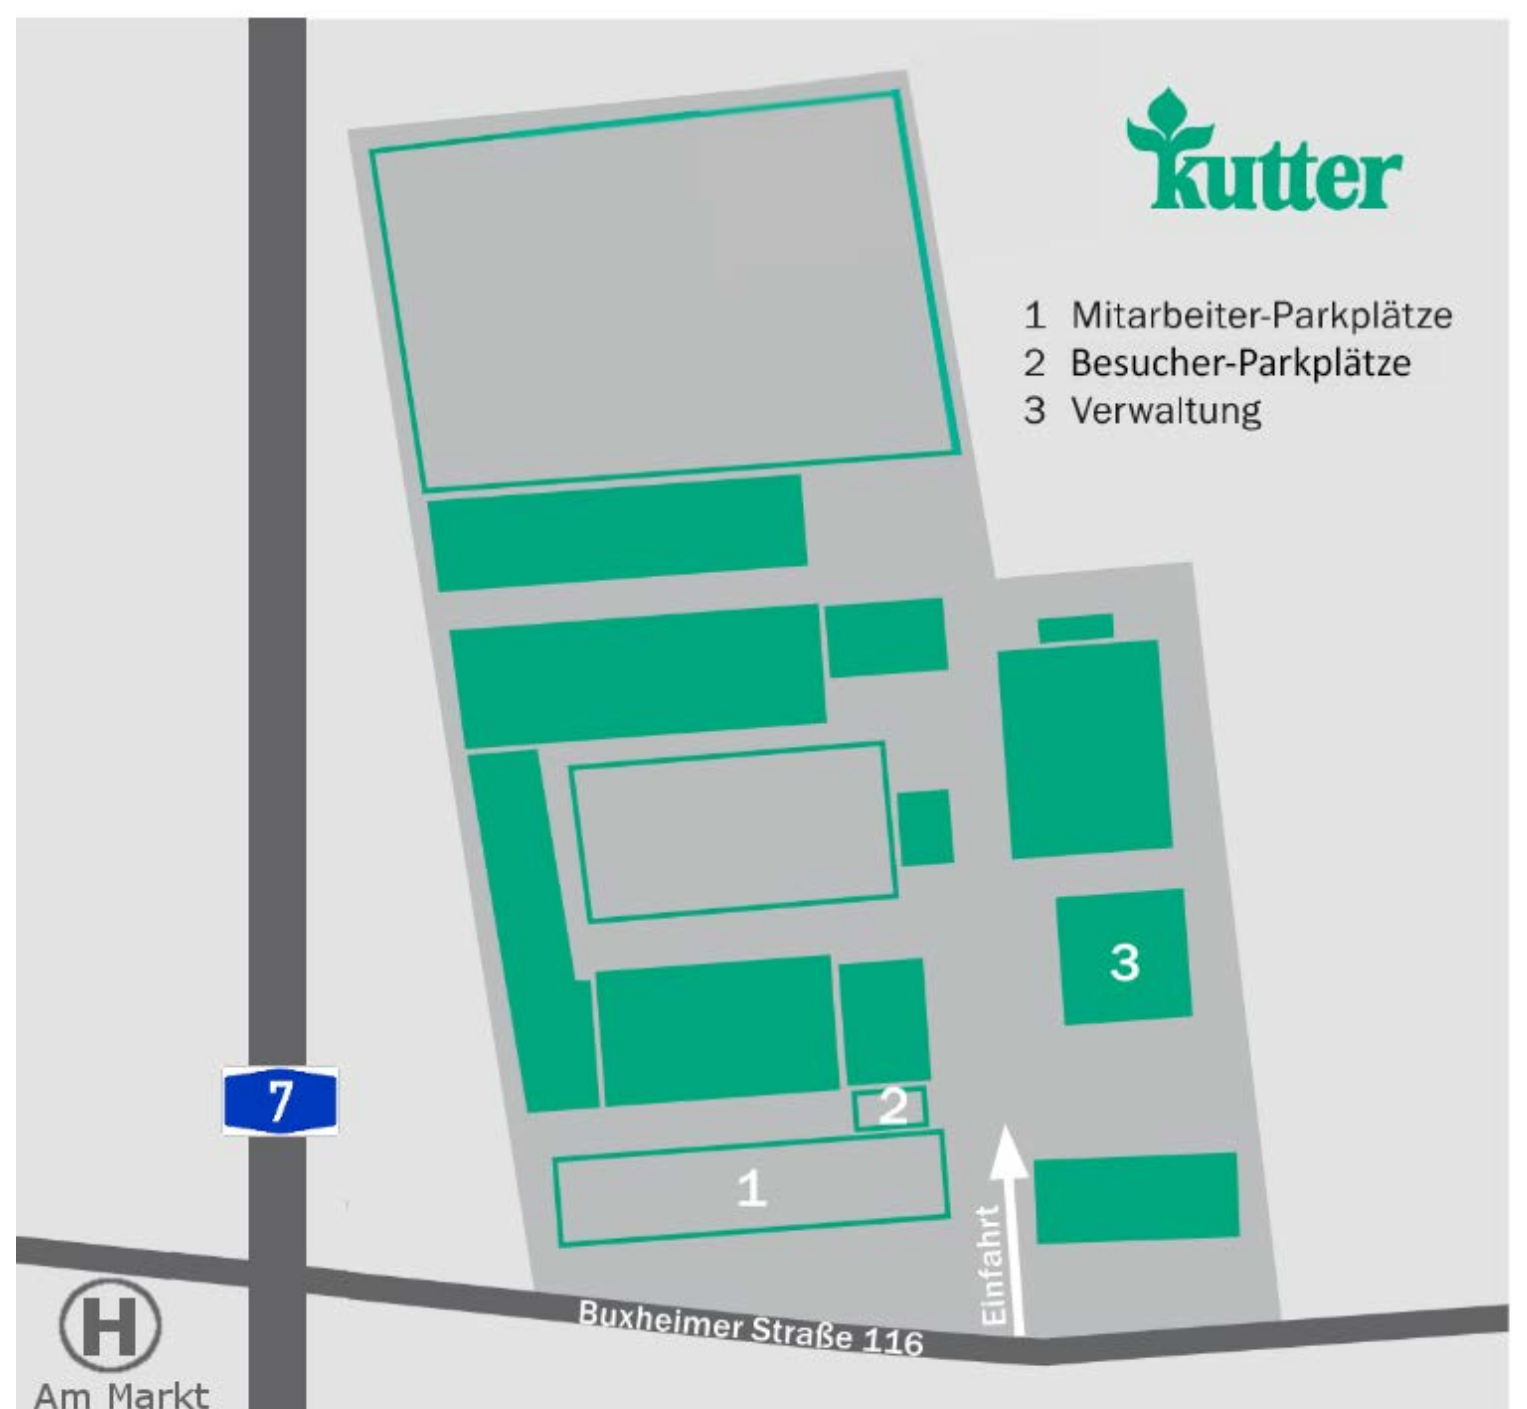 kutter
1 Mitarbeiter-Parkplätze
2 Besucher-Parkplätze
3 Verwaltung
3
7
2
1
Einfahrt
Buxheimer Straße 116
H
Am Markt